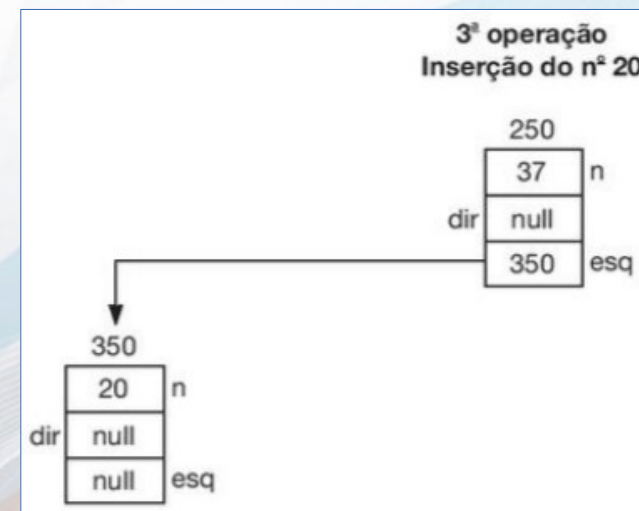 3ª operação
Inserção do nº 20
250
37 n
dir null
350 esq
350
20 n
dir null
null esq